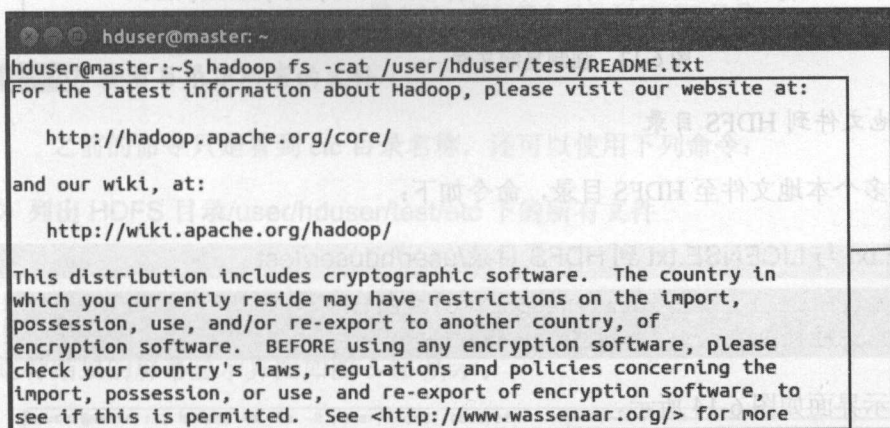 hduser@master: ~
hduser@master:~$ hadoop fs -cat /user/hduser/test/README.txt
For the latest information about Hadoop, please visit our website at:
http://hadoop.apache.org/core/
and our wiki, at:
http://wiki.apache.org/hadoop/
This distribution includes cryptographic software.  The country in
which you currently reside may have restrictions on the import,
possession, use, and/or re-export to another country, of
encryption software.  BEFORE using any encryption software, please
check your country's laws, regulations and policies concerning the
import, possession, or use, and re-export of encryption software, to
see if this is permitted.  See <http://www.wassenaar.org/> for more